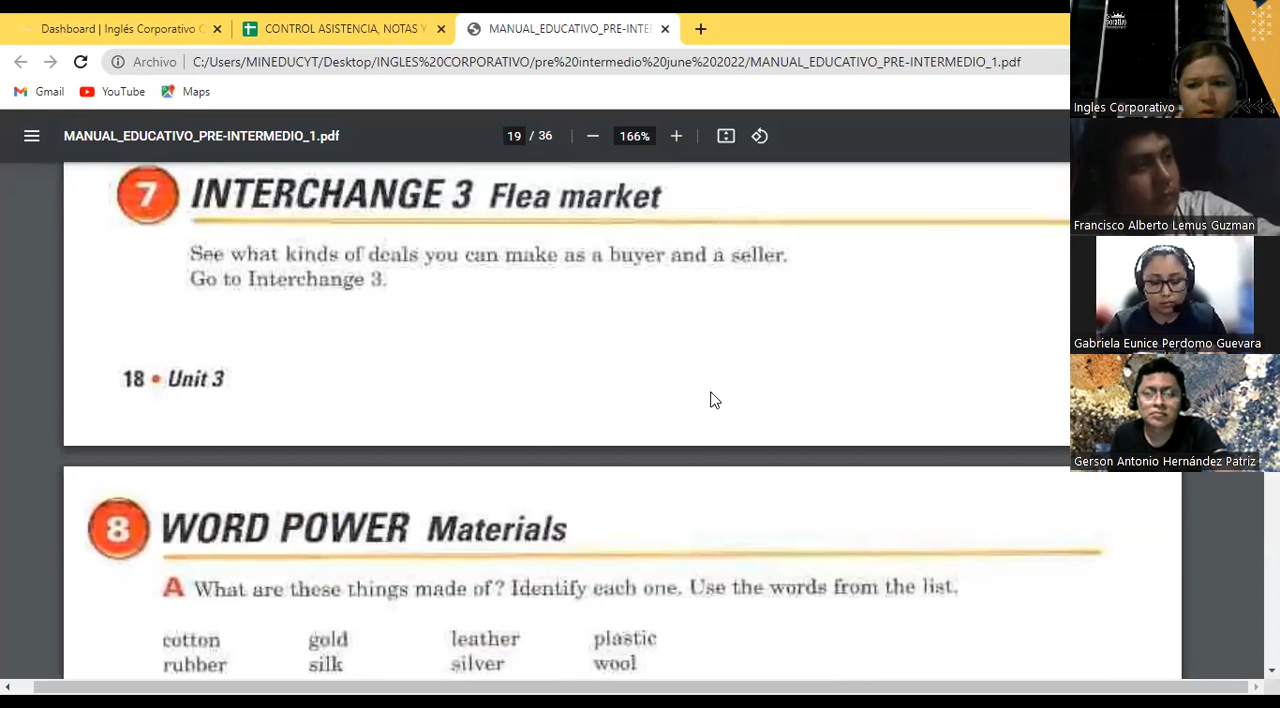 Dashboard | Inglés Corporativo C
CONTROL ASISTENCIA, NOTAS Y
MANUAL_EDUCATIVO_PRE-INTE
Archivo
C:/Users/MINEDUCYT/Desktop/INGLES%20CORPORATIVO/pre%20intermedio%20june%202022/MANUAL_EDUCATIVO_PRE-INTERMEDIO_1.pdf
Gmail
YouTube
Maps
MANUAL_EDUCATIVO_PRE-INTERMEDIO_1.pdf
19 / 36
166%
7 INTERCHANGE 3 Flea market
See what kinds of deals you can make as a buyer and a seller.
Go to Interchange 3.
18 • Unit 3
8 WORD POWER Materials
A What are these things made of? Identify each one. Use the words from the list.
cotton gold leather plastic
rubber silk silver wool
Ingles Corporativo
Francisco Alberto Lemus Guzman
Gabriela Eunice Perdomo Guevara
Gerson Antonio Hernández Patriz